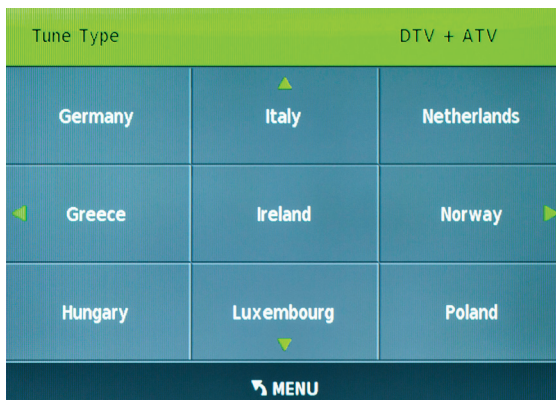 Tune Type DTV + ATV
Germany Italy Netherlands
Greece Ireland Norway
Hungary Luxembourg Poland
MENU